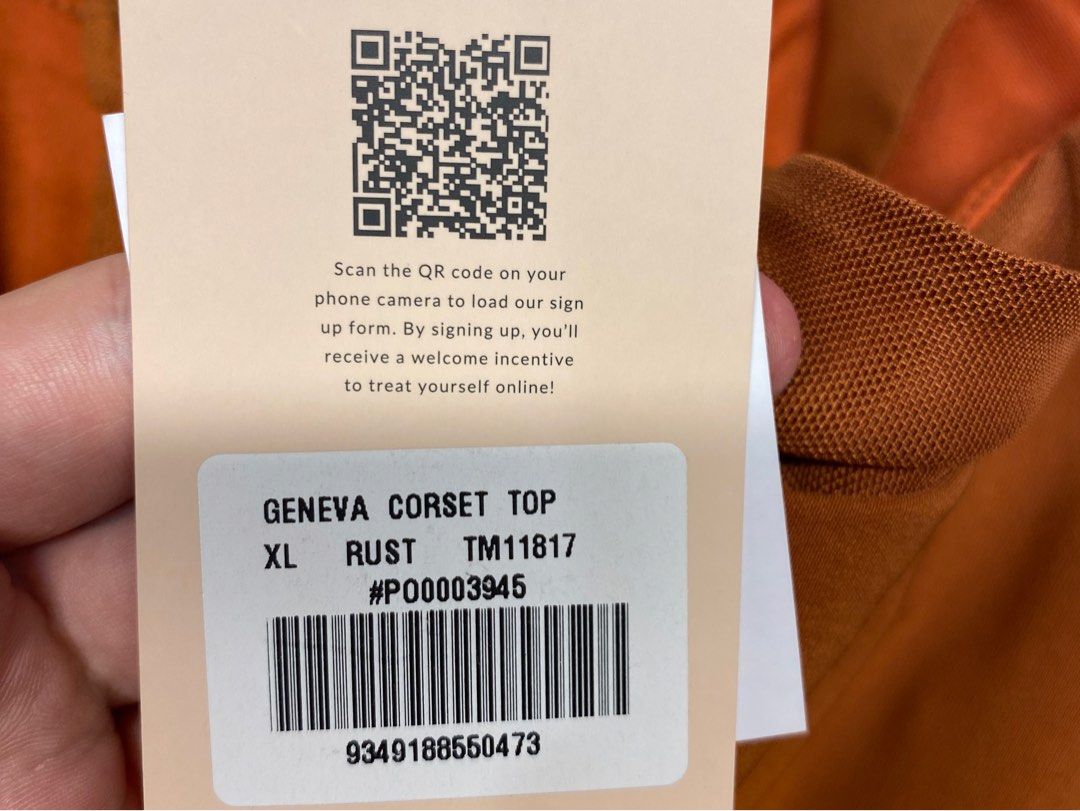 Scan the QR code on your
phone camera to load our sign
up form. By signing up, you'll
receive a welcome incentive
to treat yourself online!
GENEVA CORSET TOP
XL RUST TM11817
#PO0003945
9349188550473